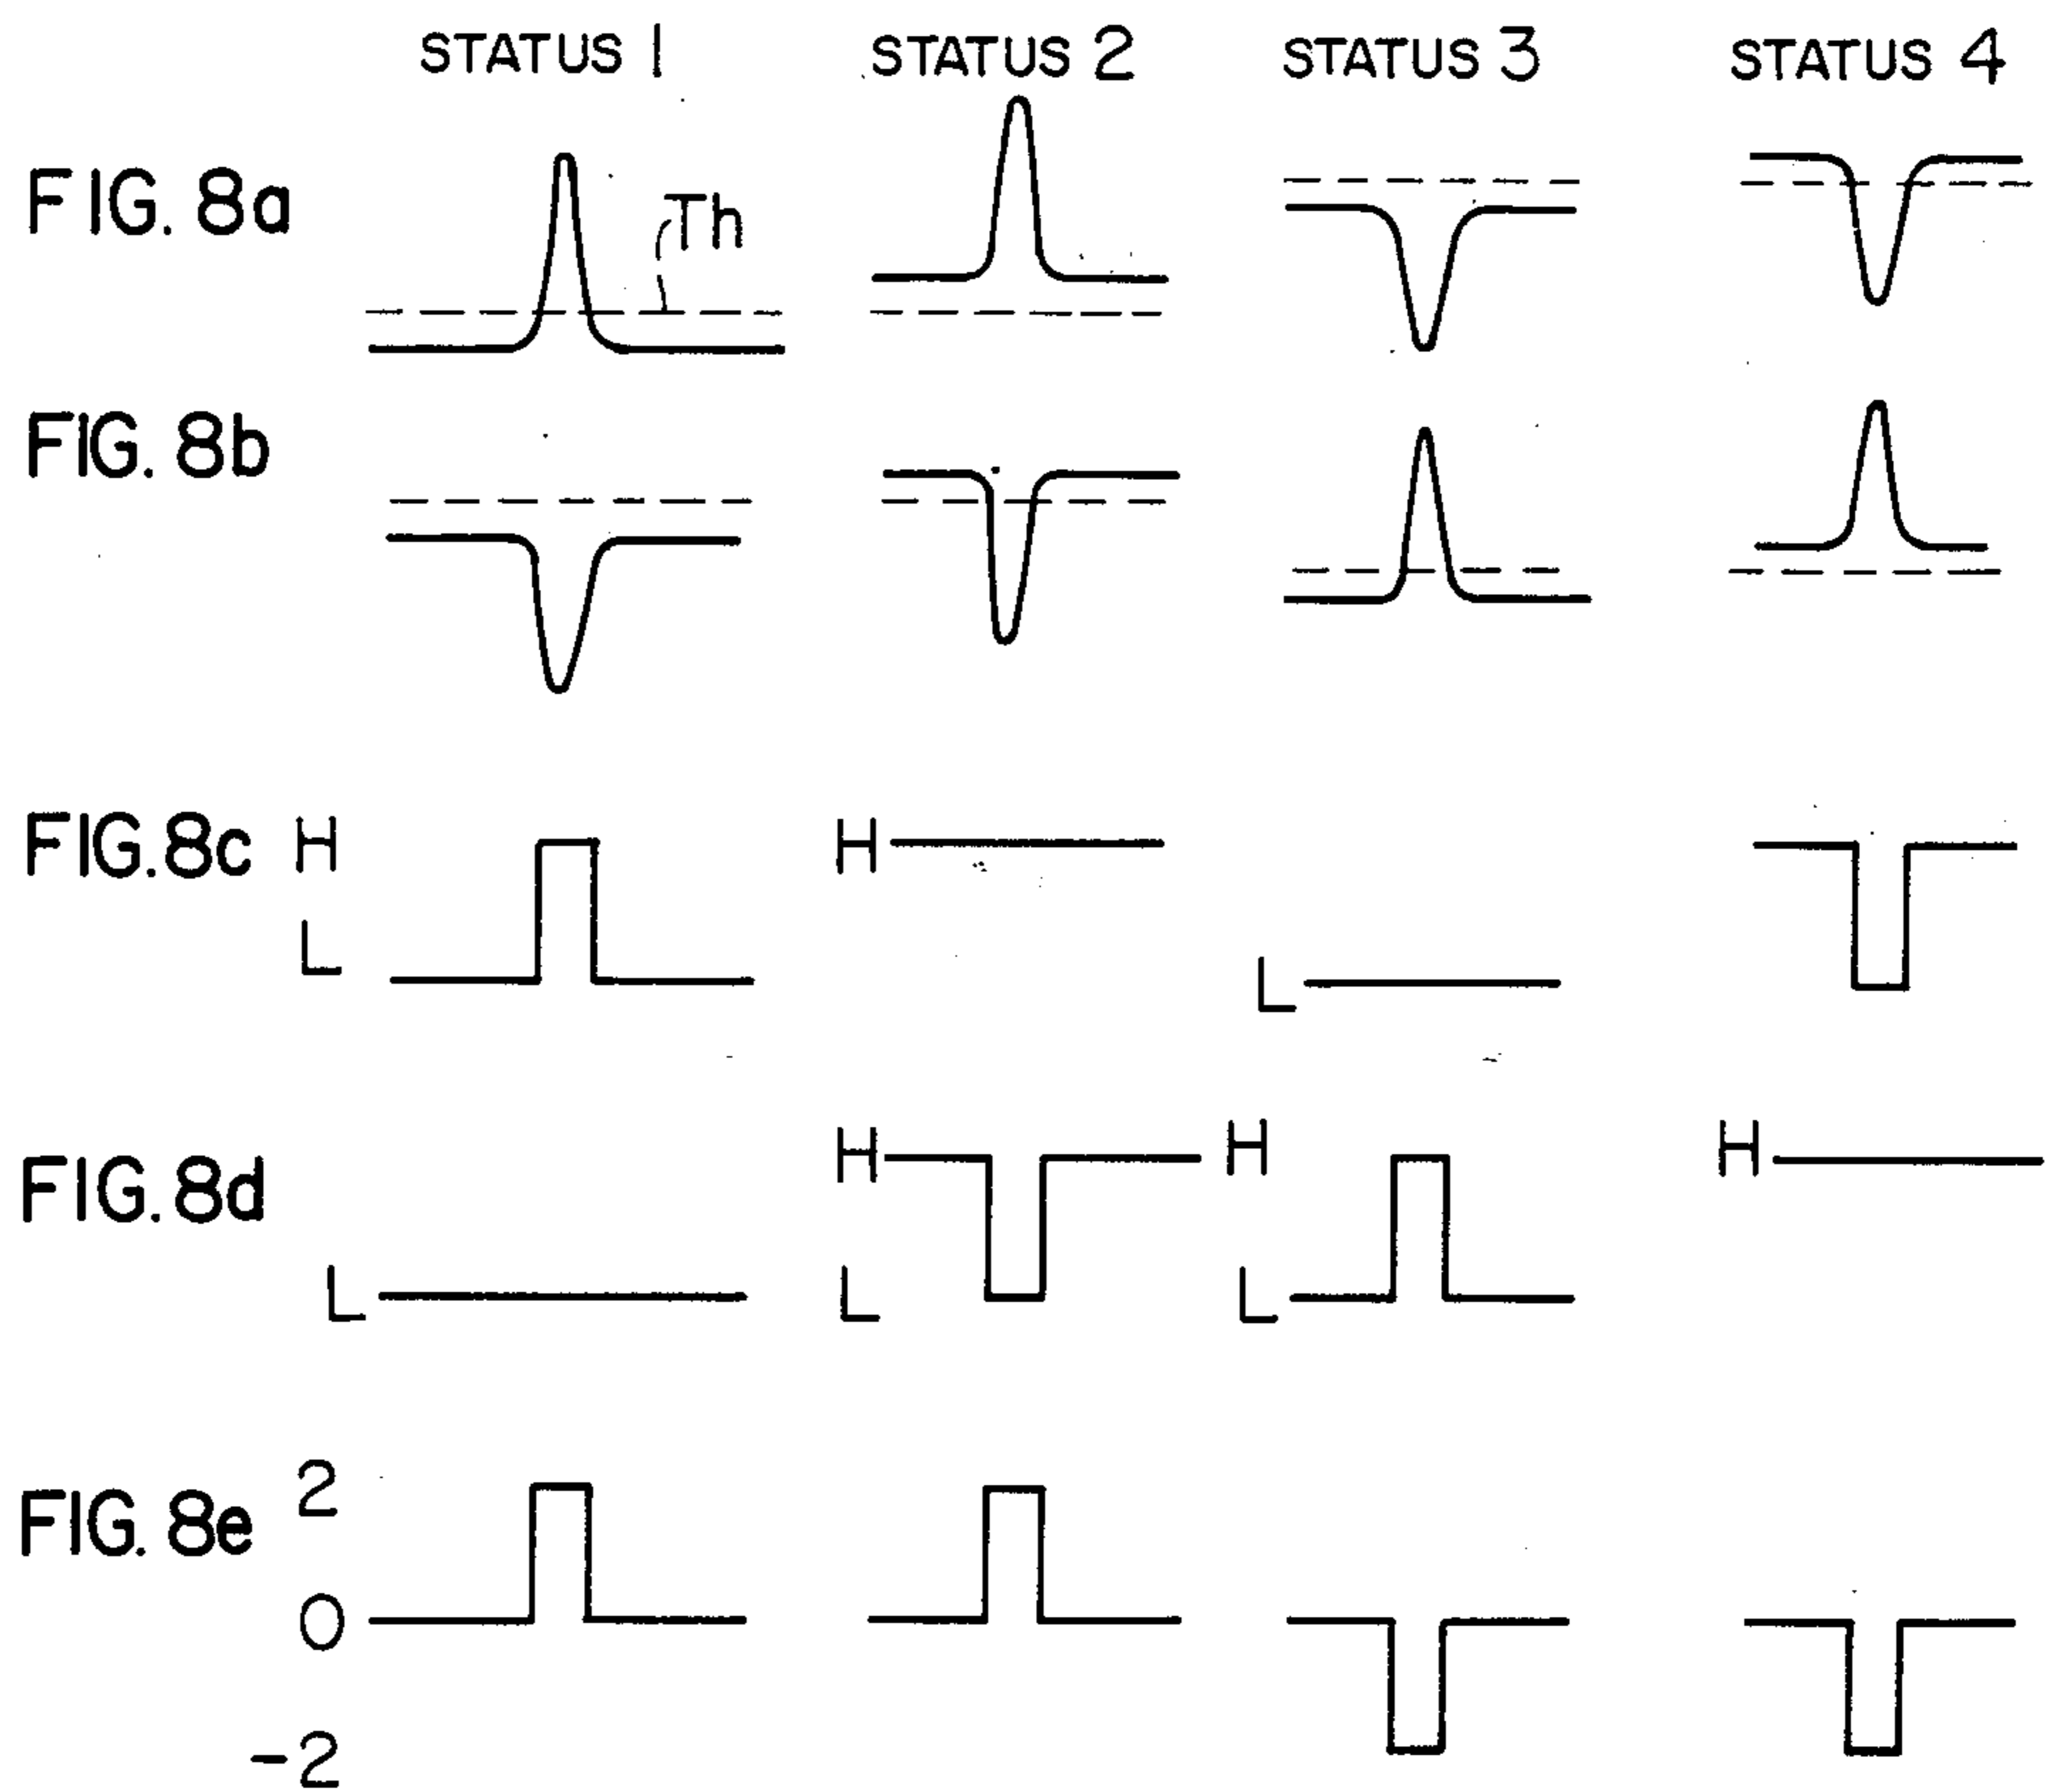 STATUS 1 STATUS 2 STATUS 3 STATUS 4
FIG. 8a
Th
FIG. 8b
FIG. 8c H H
L L
FIG. 8d H H H
L L L
FIG. 8e 2
0
-2